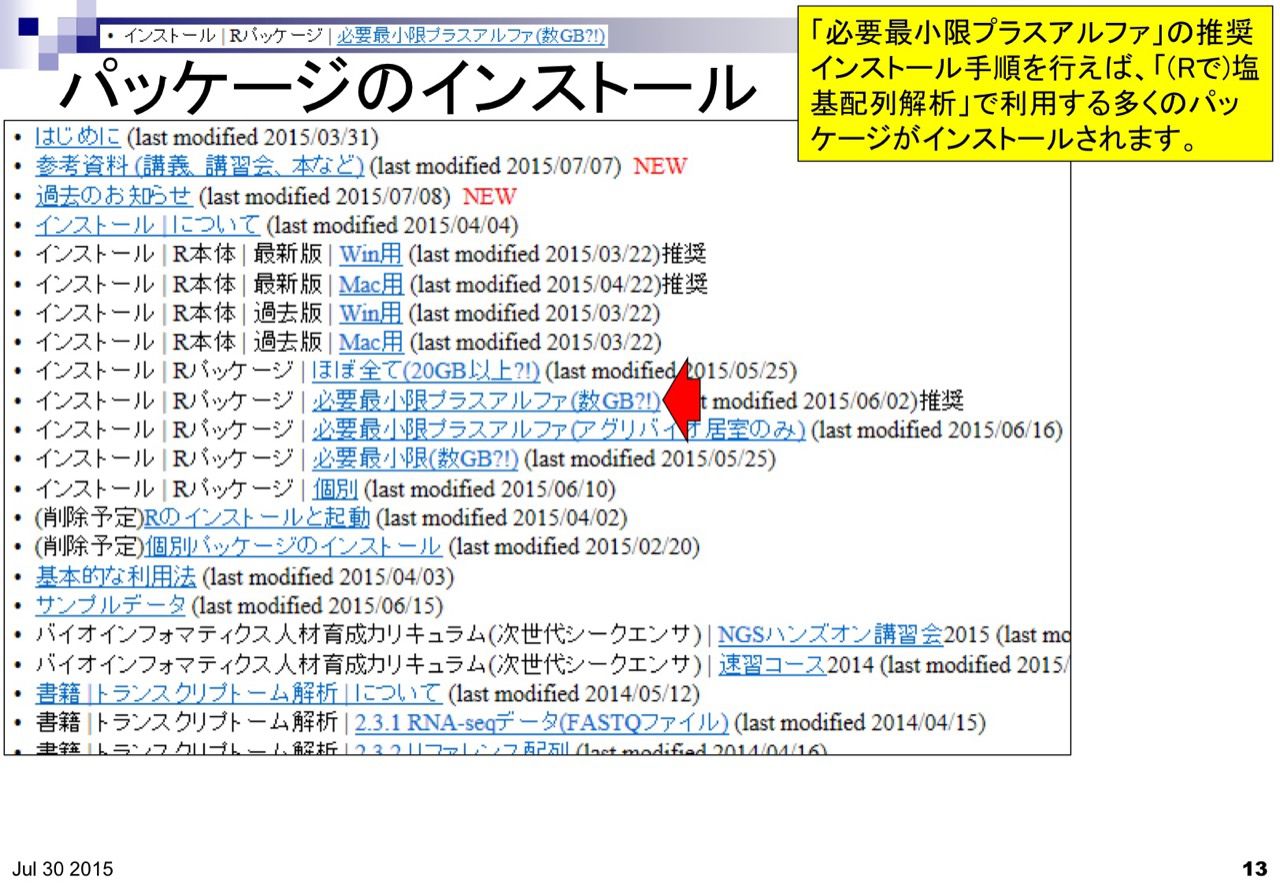 • インストール | Rパッケージ | 必要最小限プラスアルファ(数GB?!)
パッケージのインストール
「必要最小限プラスアルファ」の推奨
インストール手順を行えば、「(Rで)塩
基配列解析」で利用する多くのパッ
ケージがインストールされます。
• はじめに (last modified 2015/03/31)
• 参考資料 (講義、講習会、本など) (last modified 2015/07/07) NEW
• 過去のお知らせ (last modified 2015/07/08) NEW
• インストール | について (last modified 2015/04/04)
• インストール | R本体 | 最新版 | Win用 (last modified 2015/03/22)推奨
• インストール | R本体 | 最新版 | Mac用 (last modified 2015/04/22)推奨
• インストール | R本体 | 過去版 | Win用 (last modified 2015/03/22)
• インストール | R本体 | 過去版 | Mac用 (last modified 2015/03/22)
• インストール | Rパッケージ | ほぼ全て(20GB以上?!) (last modified 2015/05/25)
• インストール | Rパッケージ | 必要最小限プラスアルファ(数GB?!) t modified 2015/06/02)推奨
• インストール | Rパッケージ | 必要最小限プラスアルファ(アグリバイオ居室のみ) (last modified 2015/06/16)
• インストール | Rパッケージ | 必要最小限(数GB?!) (last modified 2015/05/25)
• インストール | Rパッケージ | 個別 (last modified 2015/06/10)
• (削除予定)Rのインストールと起動 (last modified 2015/04/02)
• (削除予定)個別パッケージのインストール (last modified 2015/02/20)
• 基本的な利用法 (last modified 2015/04/03)
• サンプルデータ (last modified 2015/06/15)
• バイオインフォマティクス人材育成カリキュラム(次世代シークエンサ) | NGSハンズオン講習会2015 (last mo
• バイオインフォマティクス人材育成カリキュラム(次世代シークエンサ) | 速習コース2014 (last modified 2015/
• 書籍 | トランスクリプトーム解析 | について (last modified 2014/05/12)
• 書籍 | トランスクリプトーム解析 | 2.3.1 RNA-seqデータ(FASTQファイル) (last modified 2014/04/15)
• 書籍 | トランスクリプトーム解析 | 2.3.2 リファレンス配列 (last modified 2014/04/16)
Jul 30 2015
13